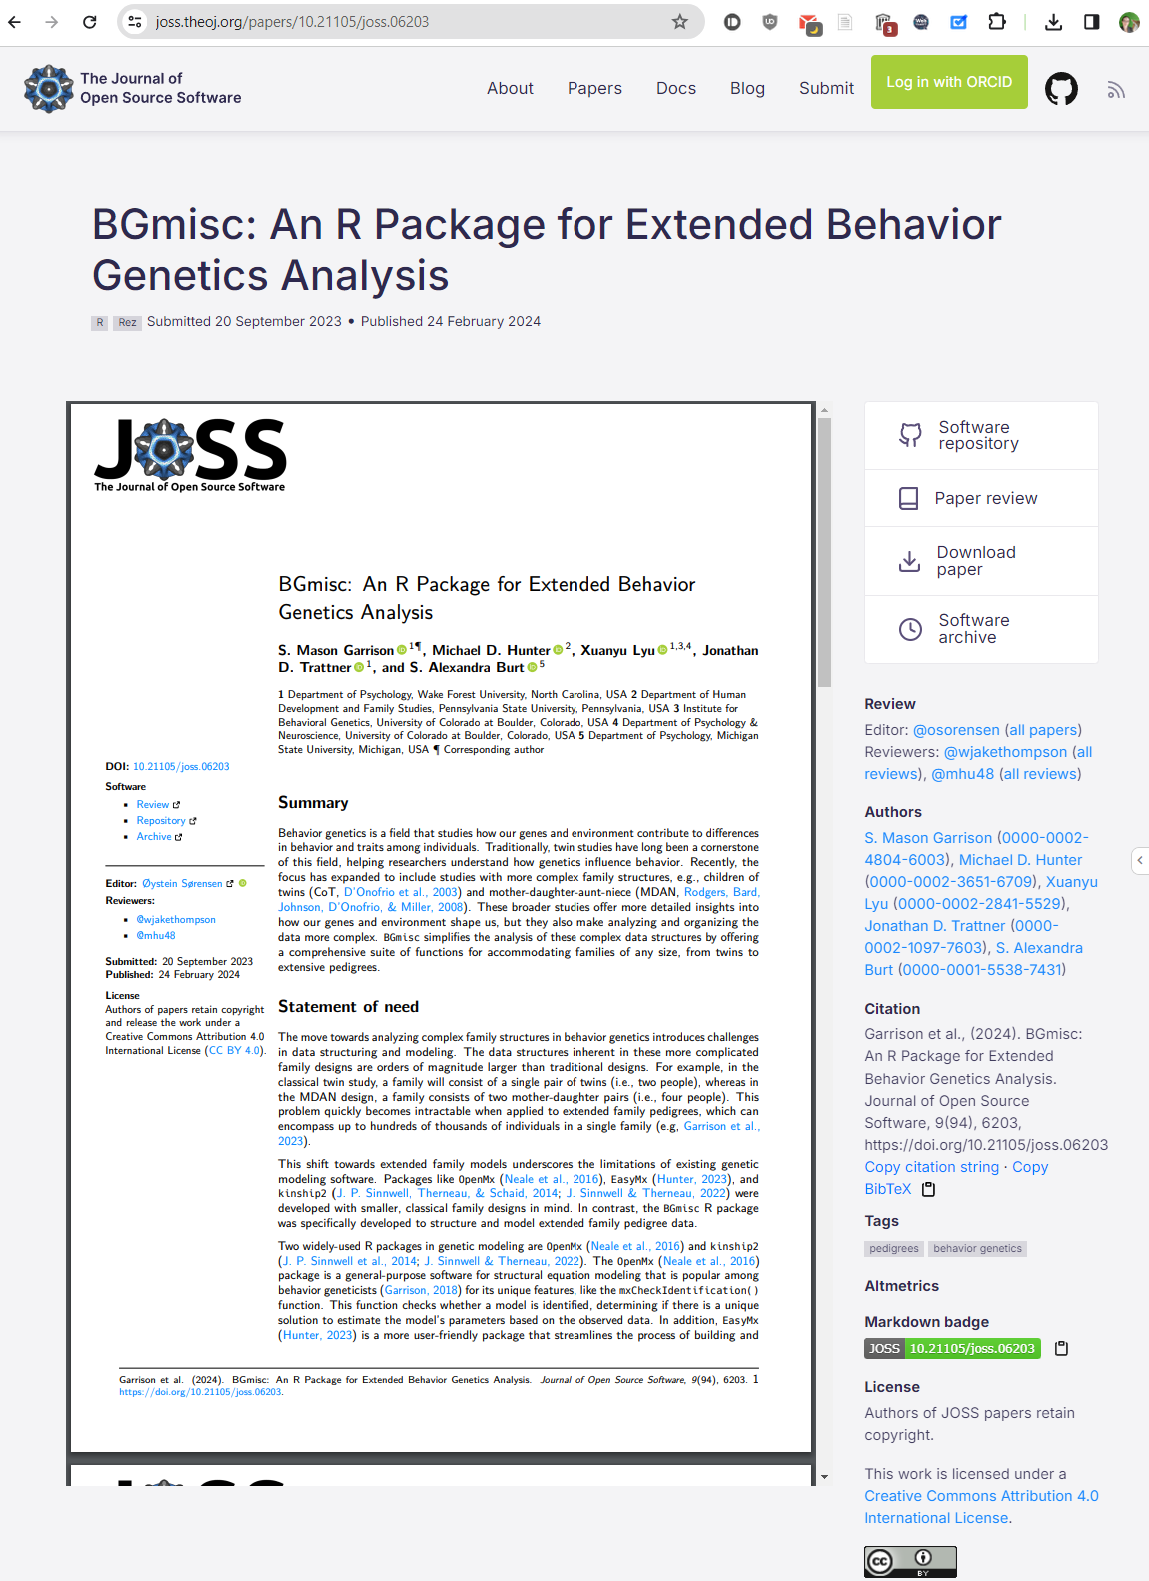 joss.theoj.org/papers/10.21105/joss.06203
3
The Journal of
Open Source Software
About
Papers
Docs
Blog
Submit
Log in with ORCID
BGmisc: An R Package for Extended Behavior
Genetics Analysis
R Rez Submitted 20 September 2023 • Published 24 February 2024
JOSS
The Journal of Open Source Software
BGmisc: An R Package for Extended Behavior
Genetics Analysis
S. Mason Garrison 1¶, Michael D. Hunter 2, Xuanyu Lyu 1,3,4, Jonathan
D. Trattner 1, and S. Alexandra Burt 5
1 Department of Psychology, Wake Forest University, North Carolina, USA 2 Department of Human
Development and Family Studies, Pennsylvania State University, Pennsylvania, USA 3 Institute for
Behavioral Genetics, University of Colorado at Boulder, Colorado, USA 4 Department of Psychology &
Neuroscience, University of Colorado at Boulder, Colorado, USA 5 Department of Psychology, Michigan
State University, Michigan, USA ¶ Corresponding author
DOI: 10.21105/joss.06203
Software
▪ Review
▪ Repository
▪ Archive
Editor: Øystein Sørensen
Reviewers:
▪ @wjakethompson
▪ @mhu48
Submitted: 20 September 2023
Published: 24 February 2024
License
Authors of papers retain copyright
and release the work under a
Creative Commons Attribution 4.0
International License (CC BY 4.0).
Summary
Behavior genetics is a field that studies how our genes and environment contribute to differences
in behavior and traits among individuals. Traditionally, twin studies have long been a cornerstone
of this field, helping researchers understand how genetics influence behavior. Recently, the
focus has expanded to include studies with more complex family structures, e.g., children of
twins (CoT, D'Onofrio et al., 2003) and mother-daughter-aunt-niece (MDAN, Rodgers, Bard,
Johnson, D'Onofrio, & Miller, 2008). These broader studies offer more detailed insights into
how our genes and environment shape us, but they also make analyzing and organizing the
data more complex. BGmisc simplifies the analysis of these complex data structures by offering
a comprehensive suite of functions for accommodating families of any size, from twins to
extensive pedigrees.
Statement of need
The move towards analyzing complex family structures in behavior genetics introduces challenges
in data structuring and modeling. The data structures inherent in these more complicated
family designs are orders of magnitude larger than traditional designs. For example, in the
classical twin study, a family will consist of a single pair of twins (i.e., two people), whereas in
the MDAN design, a family consists of two mother-daughter pairs (i.e., four people). This
problem quickly becomes intractable when applied to extended family pedigrees, which can
encompass up to hundreds of thousands of individuals in a single family (e.g, Garrison et al.,
2023).
This shift towards extended family models underscores the limitations of existing genetic
modeling software. Packages like OpenMx (Neale et al., 2016), EasyMx (Hunter, 2023), and
kinship2 (J. P. Sinnwell, Therneau, & Schaid, 2014; J. Sinnwell & Therneau, 2022) were
developed with smaller, classical family designs in mind. In contrast, the BGmisc R package
was specifically developed to structure and model extended family pedigree data.
Two widely-used R packages in genetic modeling are OpenMx (Neale et al., 2016) and kinship2
(J. P. Sinnwell et al., 2014; J. Sinnwell & Therneau, 2022). The OpenMx (Neale et al., 2016)
package is a general-purpose software for structural equation modeling that is popular among
behavior geneticists (Garrison, 2018) for its unique features, like the mxCheckIdentification()
function. This function checks whether a model is identified, determining if there is a unique
solution to estimate the model's parameters based on the observed data. In addition, EasyMx
(Hunter, 2023) is a more user-friendly package that streamlines the process of building and
Garrison et al. (2024). BGmisc: An R Package for Extended Behavior Genetics Analysis. Journal of Open Source Software, 9(94), 6203. 1
https://doi.org/10.21105/joss.06203.
Software
repository
Paper review
Download
paper
Software
archive
Review
Editor: @osorensen (all papers)
Reviewers: @wjakethompson (all
reviews), @mhu48 (all reviews)
Authors
S. Mason Garrison (0000-0002-
4804-6003), Michael D. Hunter
(0000-0002-3651-6709), Xuanyu
Lyu (0000-0002-2841-5529),
Jonathan D. Trattner (0000-
0002-1097-7603), S. Alexandra
Burt (0000-0001-5538-7431)
Citation
Garrison et al., (2024). BGmisc:
An R Package for Extended
Behavior Genetics Analysis.
Journal of Open Source
Software, 9(94), 6203,
https://doi.org/10.21105/joss.06203
Copy citation string · Copy
BibTeX
Tags
pedigrees behavior genetics
Altmetrics
Markdown badge
JOSS 10.21105/joss.06203
License
Authors of JOSS papers retain
copyright.
This work is licensed under a
Creative Commons Attribution 4.0
International License.
cc BY